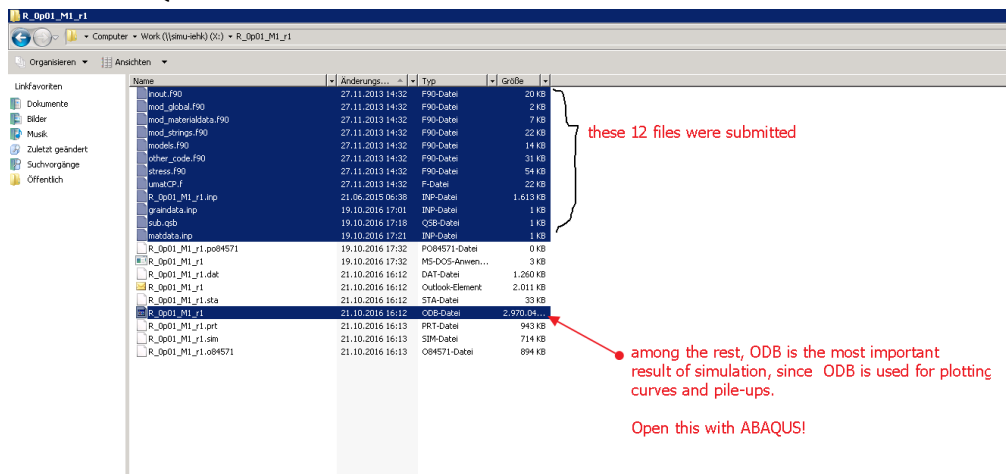 R_0p01_M1_r1
Computer ▾ Work (\\simu-iehk) (X:) ▾ R_0p01_M1_r1
Organisieren ▾ Ansichten ▾
Linkfavoriten
Dokumente
Bilder
Musik
Zuletzt geändert
Suchvorgänge
Öffentlich
Name Änderungs... Typ Größe
inout.f90 27.11.2013 14:32 F90-Datei 20 KB
mod_global.f90 27.11.2013 14:32 F90-Datei 2 KB
mod_materialdata.f90 27.11.2013 14:32 F90-Datei 7 KB
mod_strings.f90 27.11.2013 14:32 F90-Datei 22 KB
models.f90 27.11.2013 14:32 F90-Datei 14 KB
other_code.f90 27.11.2013 14:32 F90-Datei 31 KB
stress.f90 27.11.2013 14:32 F90-Datei 54 KB
umatCP.f 27.11.2013 14:32 F-Datei 22 KB
R_0p01_M1_r1.inp 21.06.2015 06:38 INP-Datei 1.613 KB
graindata.inp 19.10.2016 17:01 INP-Datei 1 KB
sub.qsb 19.10.2016 17:18 QSB-Datei 1 KB
matdata.inp 19.10.2016 17:21 INP-Datei 1 KB
R_0p01_M1_r1.po84571 19.10.2016 17:32 PO84571-Datei 0 KB
R_0p01_M1_r1 19.10.2016 17:32 MS-DOS-Anwen... 3 KB
R_0p01_M1_r1.dat 21.10.2016 16:12 DAT-Datei 1.260 KB
R_0p01_M1_r1 21.10.2016 16:12 Outlook-Element 2.011 KB
R_0p01_M1_r1.sta 21.10.2016 16:12 STA-Datei 33 KB
R_0p01_M1_r1 21.10.2016 16:12 ODB-Datei 2.970.04...
R_0p01_M1_r1.prt 21.10.2016 16:13 PRT-Datei 943 KB
R_0p01_M1_r1.sim 21.10.2016 16:13 SIM-Datei 714 KB
R_0p01_M1_r1.o84571 21.10.2016 16:13 O84571-Datei 894 KB
these 12 files were submitted
among the rest, ODB is the most important
result of simulation, since ODB is used for plotting
curves and pile-ups.
Open this with ABAQUS!